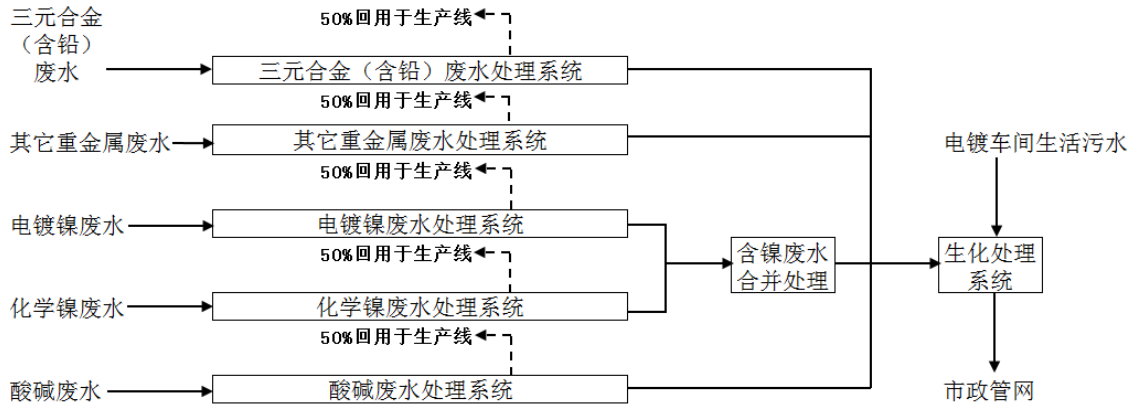 三元合金
（含铅）
废水
50%回用于生产线
三元合金（含铅）废水处理系统
50%回用于生产线
其它重金属废水
其它重金属废水处理系统
电镀车间生活污水
50%回用于生产线
电镀镍废水
电镀镍废水处理系统
50%回用于生产线
含镍废水
合并处理
生化处理
系统
化学镍废水
化学镍废水处理系统
50%回用于生产线
酸碱废水
酸碱废水处理系统
市政管网